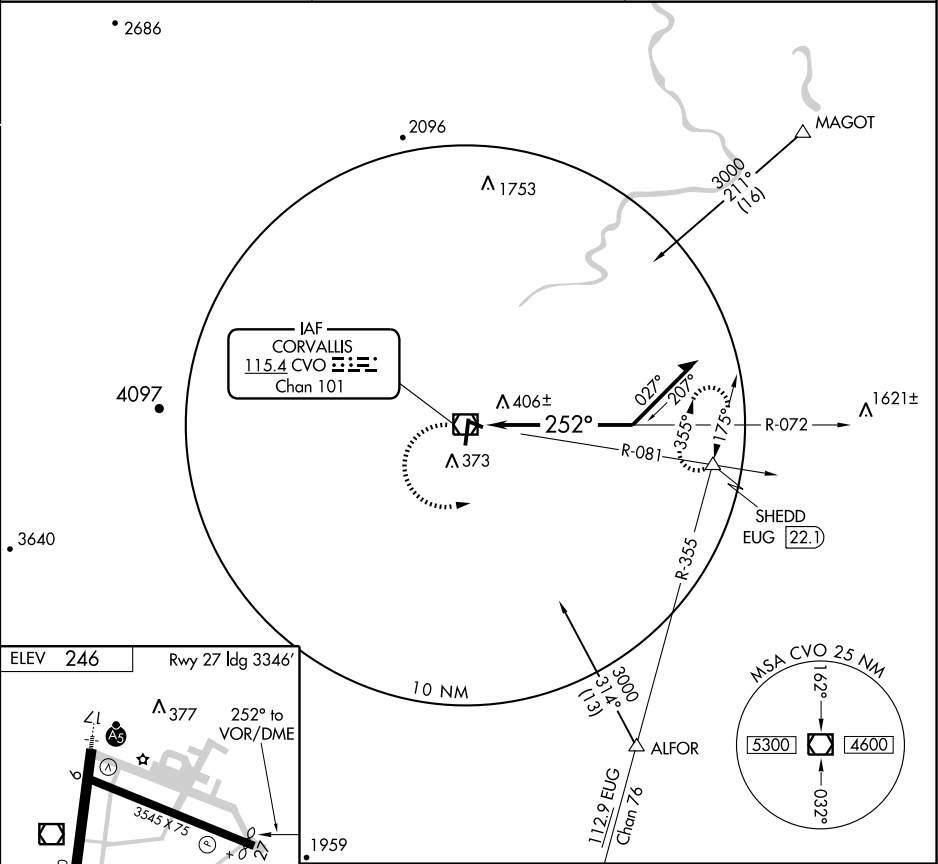 2686
2096
MAGOT
1753
3000
211°
(16)
IAF
CORVALLIS
115.4 CVO
Chan 101
4097
406±
252°
027°
207°
355°
175°
1621±
R-072
R-081
373
SHEDD
EUG 22.1
3640
R-355
3000
314°
(13)
10 NM
ALFOR
112.9 EUG
Chan 76
MSA CVO 25 NM
162°
5300
4600
032°
ELEV 246
Rwy 27 ldg 3346'
17
A5
377
252° to
VOR/DME
V
9
3545 X 75
P
27
1959